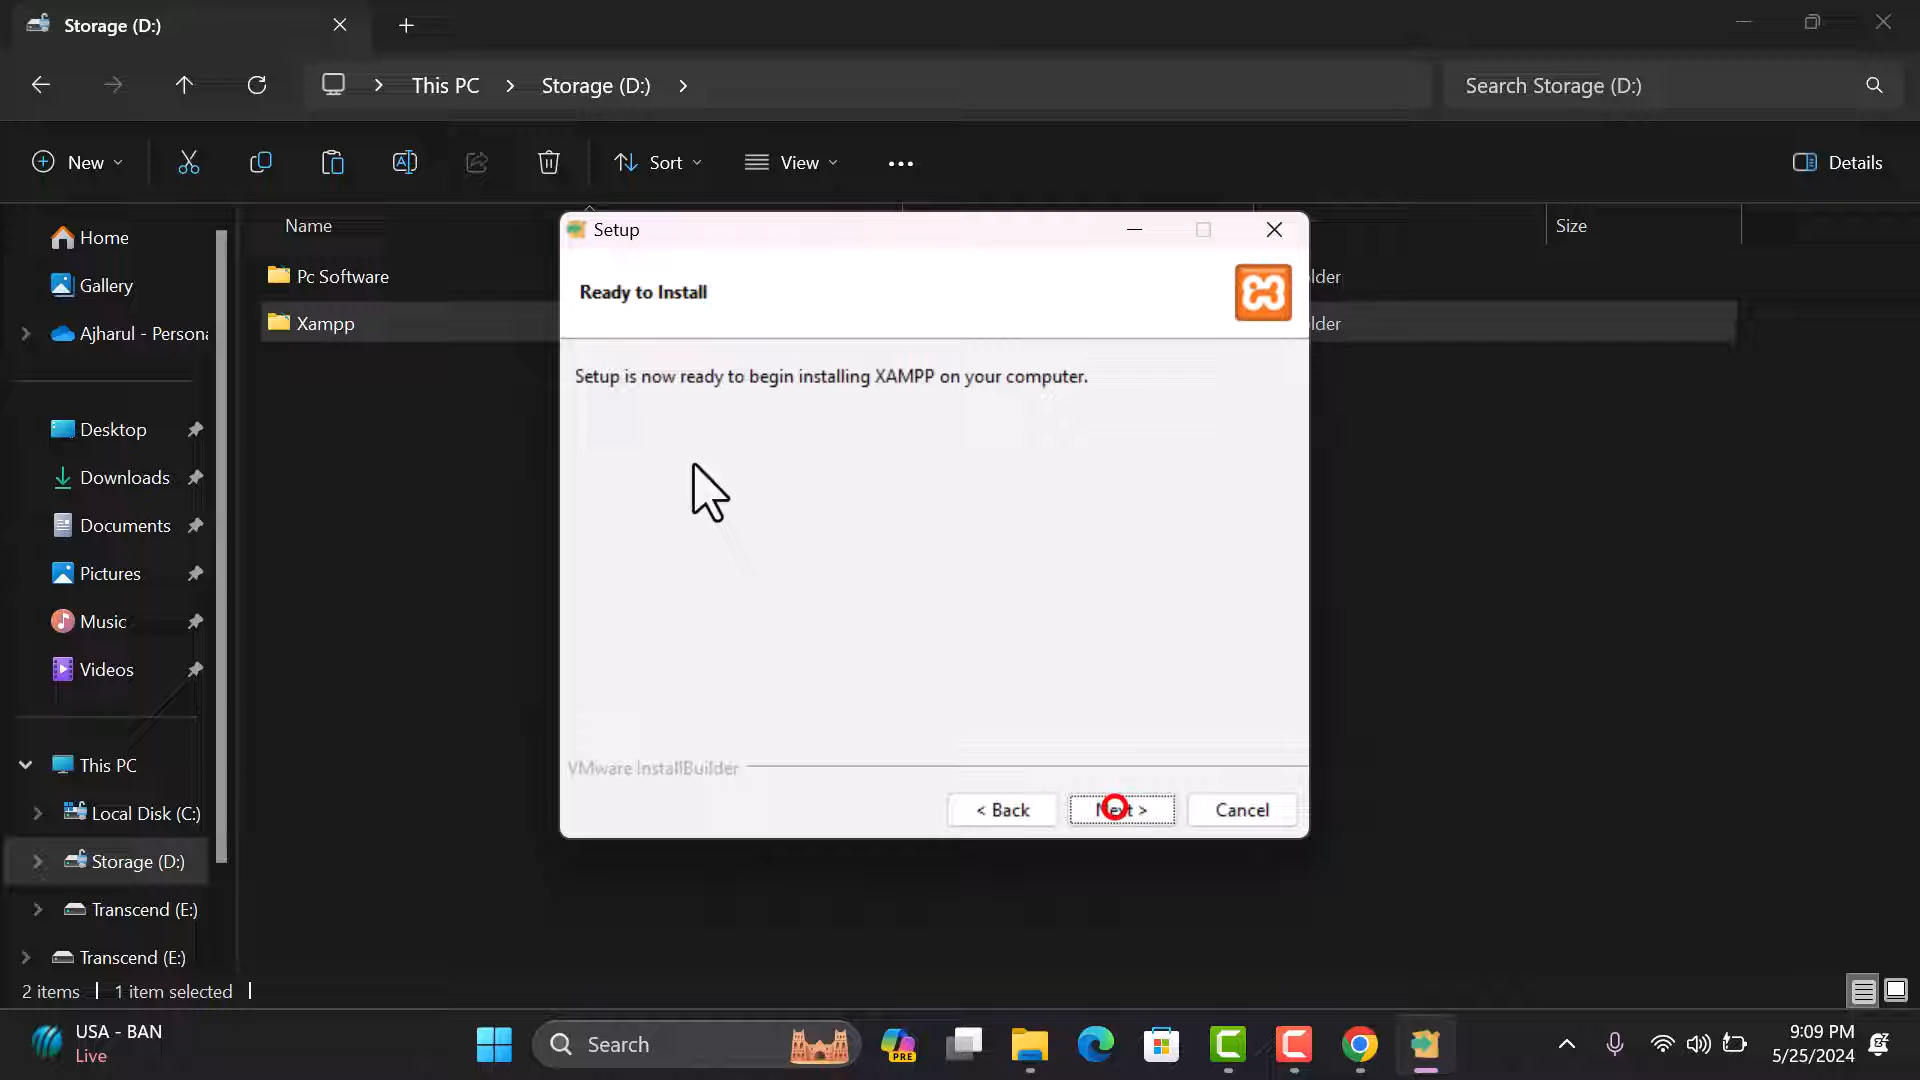 Storage (D:)
This PC
Storage (D:)
Search Storage (D:)
New
Sort
View
Details
Name
Size
Home
Gallery
Ajharul - Persona
Desktop
Downloads
Documents
Pictures
Music
Videos
This PC
Local Disk (C:)
Storage (D:)
Transcend (E:)
Transcend (E:)
Pc Software
lder
Xampp
lder
Setup
Ready to Install
Setup is now ready to begin installing XAMPP on your computer.
VMware InstallBuilder
< Back
Next >
Cancel
2 items
1 item selected
USA - BAN
Live
Search
PRE
9:09 PM
5/25/2024